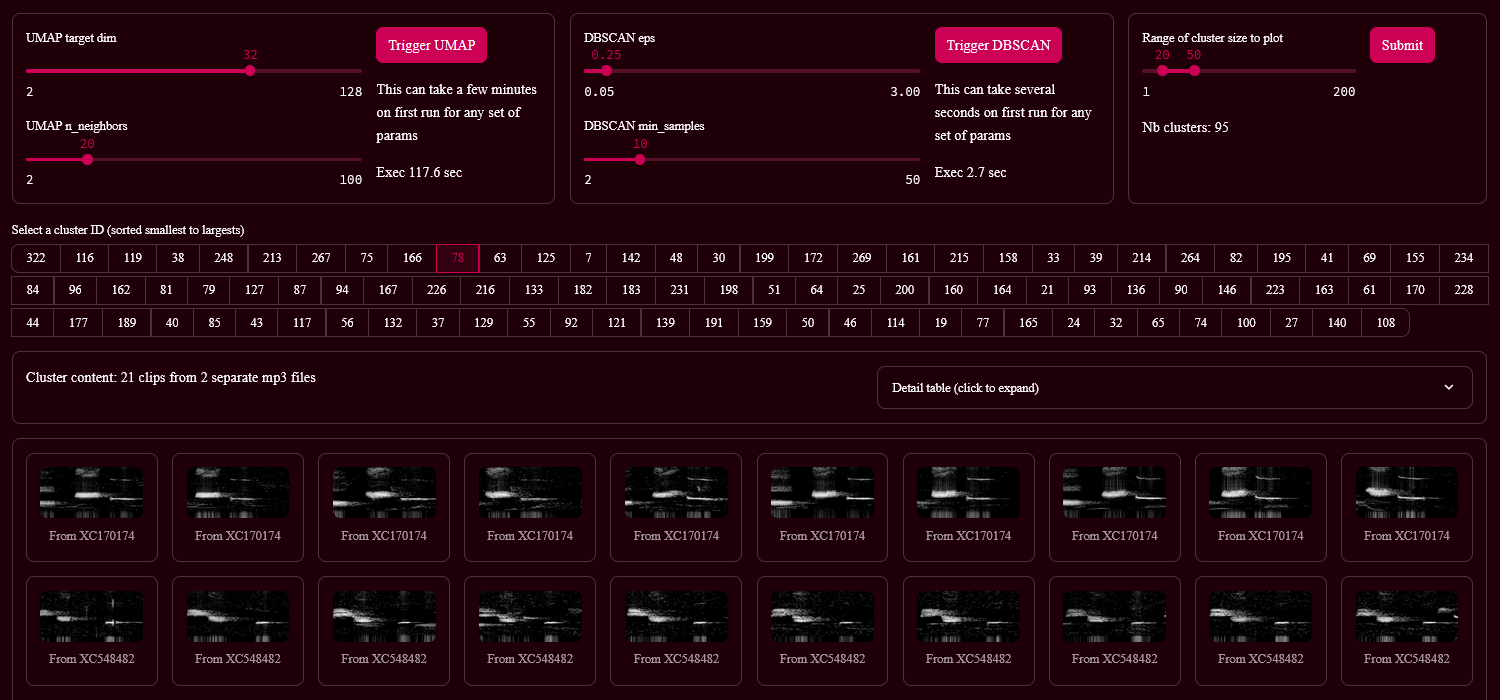 UMAP target dim
32
2 128
UMAP n_neighbors
20
2 100
Trigger UMAP
This can take a few minutes
on first run for any set of
params
Exec 117.6 sec
DBSCAN eps
0.25
0.05 3.00
DBSCAN min_samples
10
2 50
Trigger DBSCAN
This can take several
seconds on first run for any
set of params
Exec 2.7 sec
Range of cluster size to plot
20 50
1 200
Nb clusters: 95
Submit
Select a cluster ID (sorted smallest to largests)
322 116 119 38 248 213 267 75 166 78 63 125 7 142 48 30 199 172 269 161 215 158 33 39 214 264 82 195 41 69 155 234
84 96 162 81 79 127 87 94 167 226 216 133 182 183 231 198 51 64 25 200 160 164 21 93 136 90 146 223 163 61 170 228
44 177 189 40 85 43 117 56 132 37 129 55 92 121 139 191 159 50 46 114 19 77 165 24 32 65 74 100 27 140 108
Cluster content: 21 clips from 2 separate mp3 files
Detail table (click to expand)
From XC170174 From XC170174 From XC170174 From XC170174 From XC170174 From XC170174 From XC170174 From XC170174 From XC170174 From XC170174
From XC548482 From XC548482 From XC548482 From XC548482 From XC548482 From XC548482 From XC548482 From XC548482 From XC548482 From XC548482